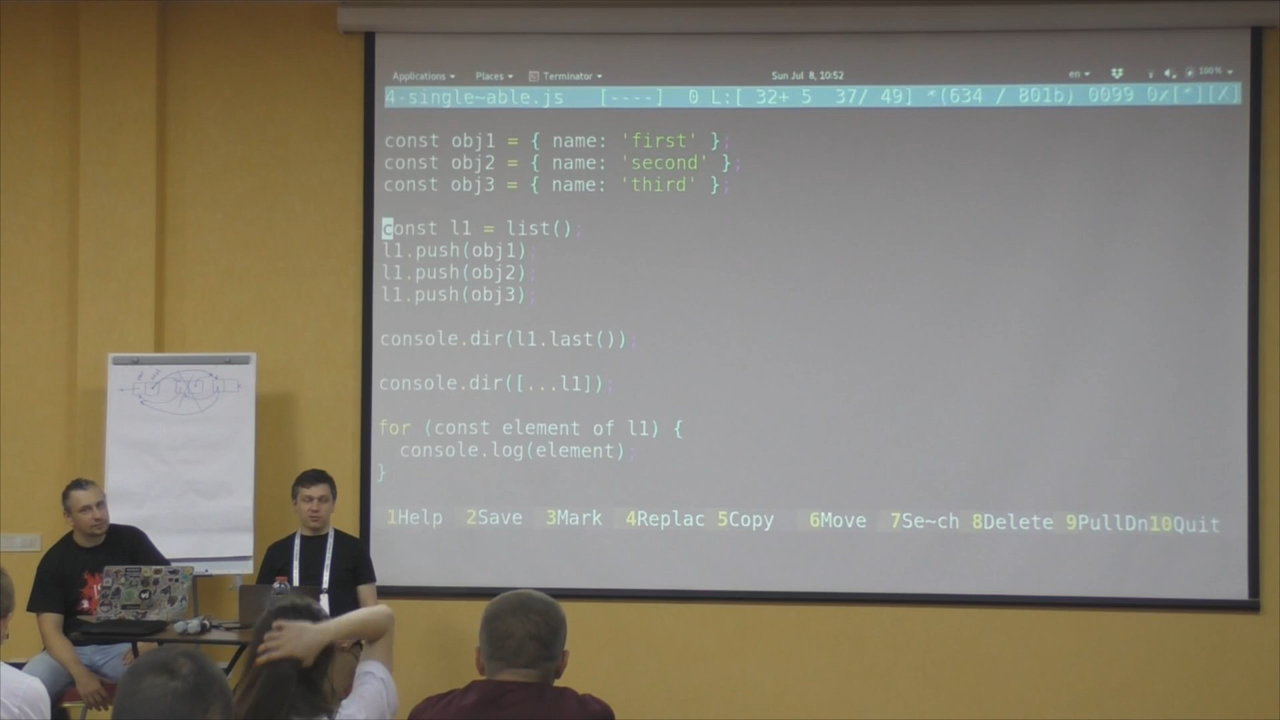 Applications Places Terminator Sun Jul 8, 10:52 en 100%
4-single~able.js [----] 0 L:[ 32+ 5 37/ 49] *(634 / 801b) 0099 0x[*][X]
const obj1 = { name: 'first' };
const obj2 = { name: 'second' };
const obj3 = { name: 'third' };
const l1 = list();
l1.push(obj1);
l1.push(obj2);
l1.push(obj3);
console.dir(l1.last());
console.dir([...l1]);
for (const element of l1) {
console.log(element);
}
1Help 2Save 3Mark 4Replac 5Copy 6Move 7Se~ch 8Delete 9PullDn10Quit